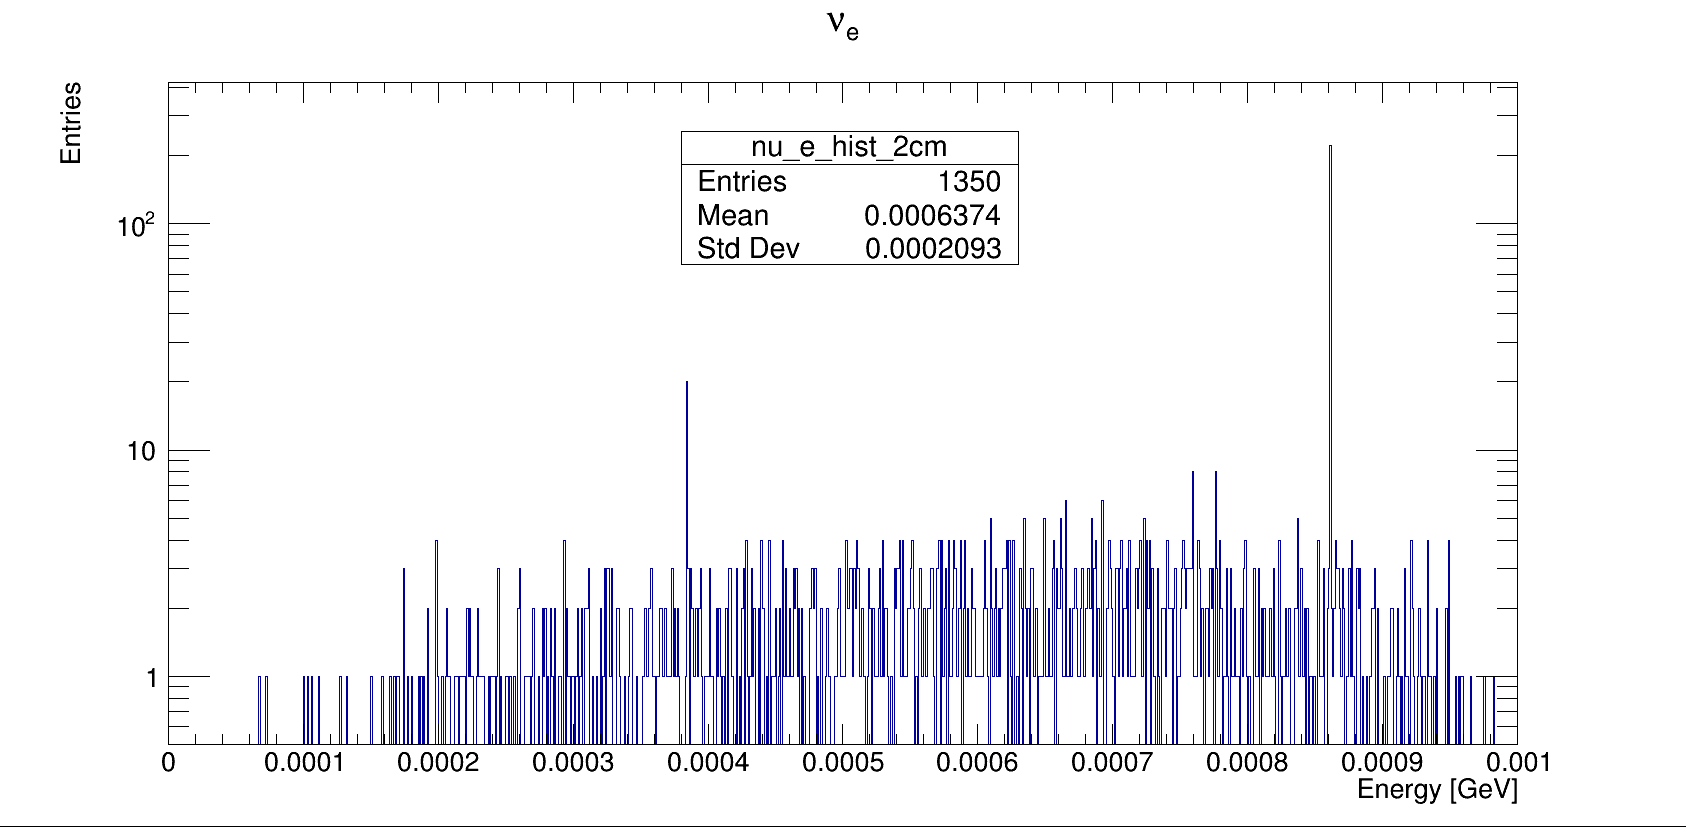 νe
Entries
nu_e_hist_2cm
Entries 1350
Mean 0.0006374
Std Dev 0.0002093
10²
10
1
0 0.0001 0.0002 0.0003 0.0004 0.0005 0.0006 0.0007 0.0008 0.0009 0.001
Energy [GeV]